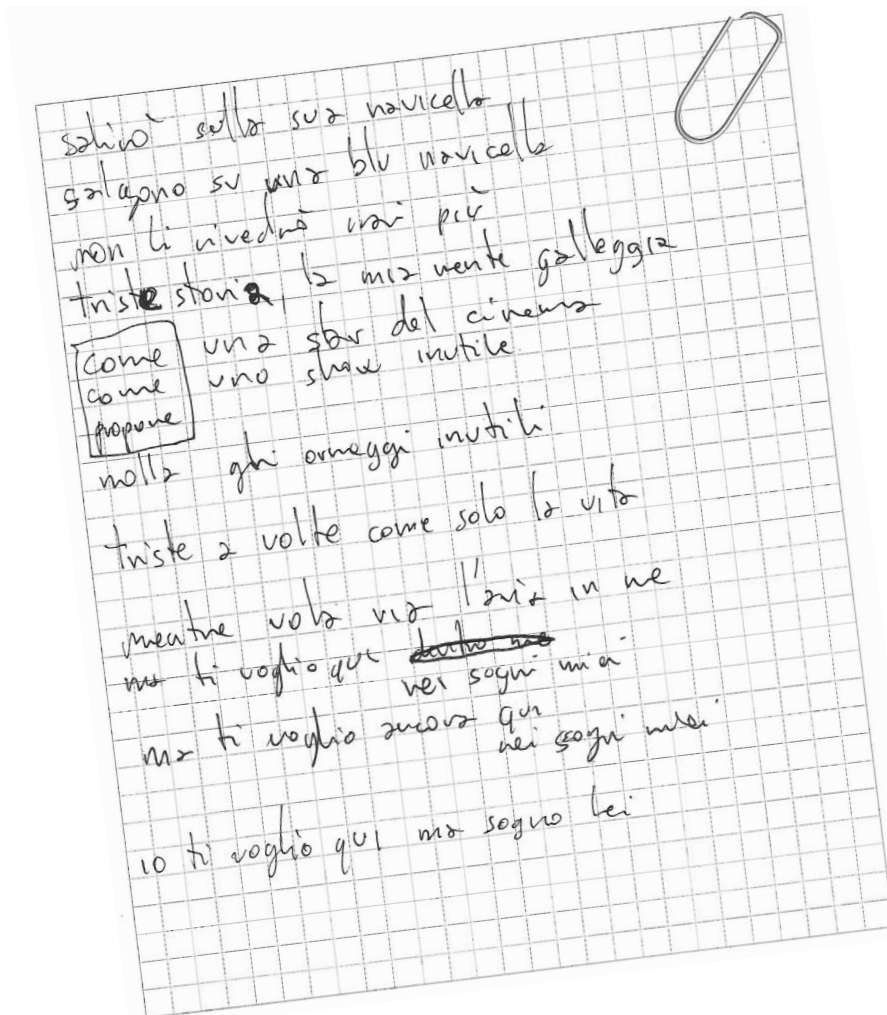 salirò sulla sua navicella
salgono su una blu navicella
non li rivedrò mai più
triste storia, la mia mente galleggia
come una star del cinema
come uno show inutile
propone
molla gli ormeggi inutili
triste a volte come solo la vita
mentre vola via l'aria in me
ma ti voglio qui
nei sogni miei
ma ti voglio ancora qui
nei sogni miei
io ti voglio qui ma sogno lei